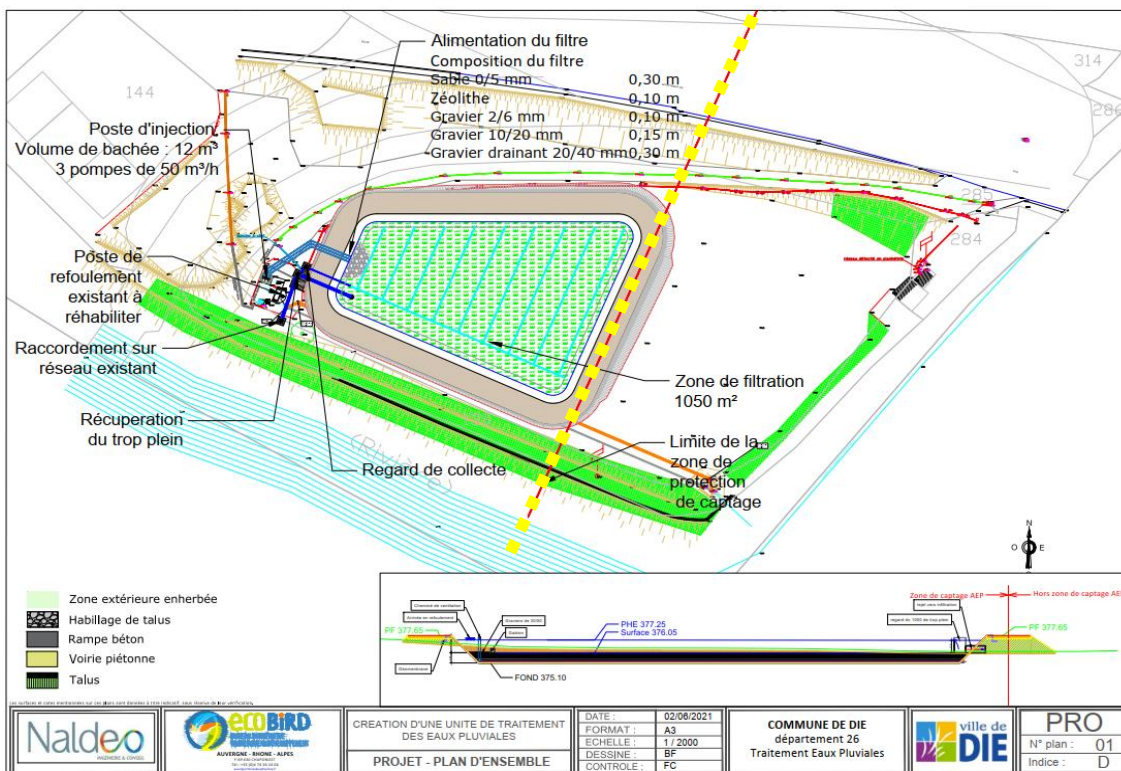 Alimentation du filtre
Composition du filtre
Sable 0/5 mm 0,30 m
Zéolithe 0,10 m
Gravier 2/6 mm 0,10 m
Gravier 10/20 mm 0,15 m
Gravier drainant 20/40 mm 0,30 m
144
314
286
285
284
Poste d'injection
Volume de bachée : 12 m³
3 pompes de 50 m³/h
Poste de
refoulement
existant à
réhabiliter
Raccordement sur
réseau existant
Récuperation
du trop plein
Regard de collecte
Zone de filtration
1050 m²
Limite de la
zone de
protection
de captage
N
O E
Zone extérieure enherbée
Habillage de talus
Rampe béton
Voirie piétonne
Talus
Zone de captage AEP
Hors zone de captage AEP
PF 377.65
PHE 377.25
Surface 376.05
PF 377.65
FOND 375.10
Naldeo
INGÉNIERIE & CONSEIL
ecoBIRD
AUVERGNE - RHONE - ALPES
CREATION D'UNE UNITE DE TRAITEMENT
DES EAUX PLUVIALES
PROJET - PLAN D'ENSEMBLE
DATE : 02/06/2021
FORMAT : A3
ECHELLE : 1 / 2000
DESSINE : BF
CONTROLE : FC
COMMUNE DE DIE
département 26
Traitement Eaux Pluviales
ville de
DIE
PRO
N° plan : 01
Indice : D